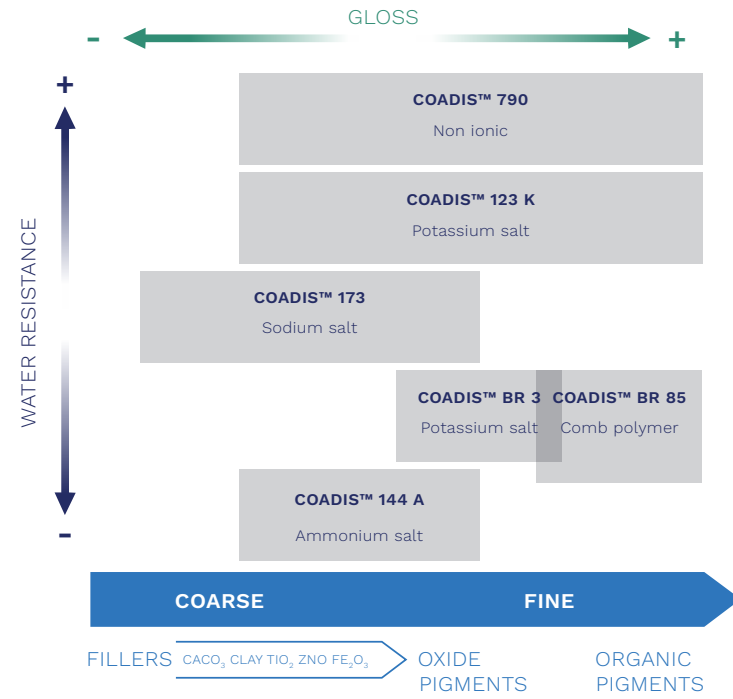 GLOSS
- +
+
COADIS™ 790
Non ionic
COADIS™ 123 K
Potassium salt
WATER RESISTANCE
COADIS™ 173
Sodium salt
COADIS™ BR 3 COADIS™ BR 85
Potassium salt Comb polymer
COADIS™ 144 A
Ammonium salt
-
COARSE FINE
FILLERS CACO₃ CLAY TIO₂ ZNO FE₂O₃ OXIDE ORGANIC
PIGMENTS PIGMENTS